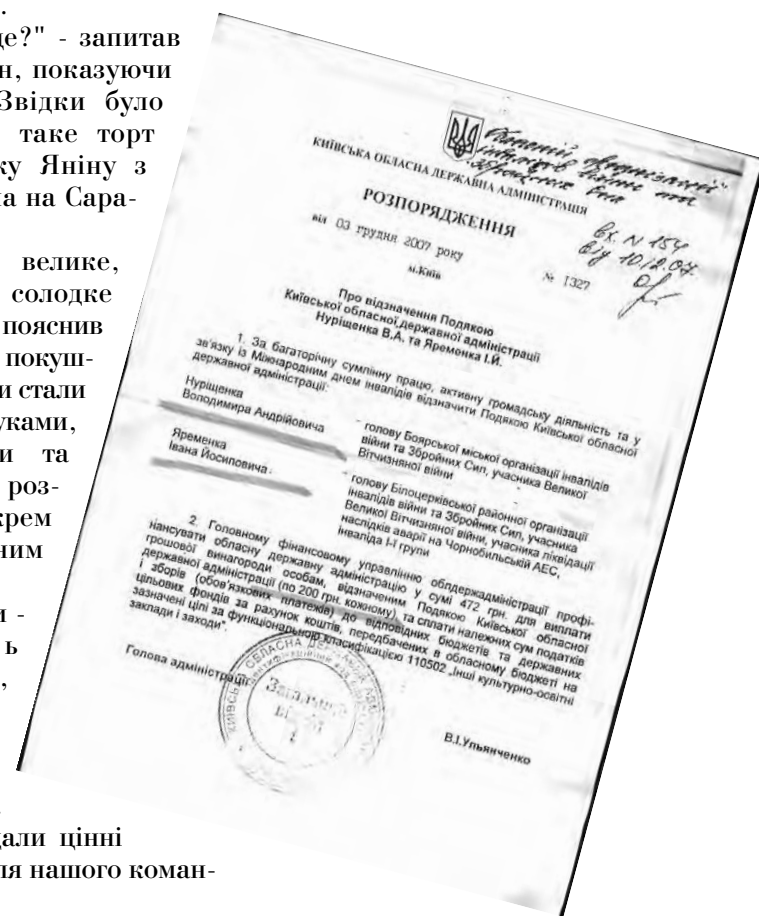 де?" - запитав
н, показуючи
Звідки було
таке торт
ку Яніну з
на на Сара-
велике,
солодке
пояснив
покуш-
и стали
уками,
и та
роз-
крем
ним
и -
ь
,
дали цінні
ля нашого коман-
КИЇВСЬКА ОБЛАСНА ДЕРЖАВНА АДМІНІСТРАЦІЯ
РОЗПОРЯДЖЕННЯ
від 03 грудня 2007 року
м.Київ
№ 1327
вх. N 154
від 10.12.07.
Про відзначення Подякою
Київської обласної державної адміністрації
Нуріщенка В.А. та Яременка І.Й.
1. За багаторічну сумлінну працю, активну громадську діяльність та у
зв'язку із Міжнародним днем інвалідів відзначити Подякою Київської обласної
державної адміністрації:
Нуріщенка
Володимира Андрійовича
- голову Боярської міської організації інвалідів
війни та Збройних Сил, учасника Великої
Вітчизняної війни
Яременка
Івана Йосиповича
- голову Білоцерківської районної організації
інвалідів війни та Збройних Сил, учасника
Великої Вітчизняної війни, учасника ліквідації
наслідків аварії на Чорнобильській АЕС,
інваліда І-ї групи
2. Головному фінансовому управлінню облдержадміністрації профі-
нансувати обласну державну адміністрацію у сумі 472 грн. для виплати
грошової винагороди особам, відзначеним Подякою Київської обласної
державної адміністрації (по 200 грн. кожному) та сплати належних сум податків
і зборів (обов'язкових платежів) до відповідних бюджетів та державних
цільових фондів за рахунок коштів, передбачених в обласному бюджеті на
зазначені цілі за функціональною класифікацією 110502 „Інші культурно-освітні
заклади і заходи".
Голова адміністрації
В.І.Ульянченко